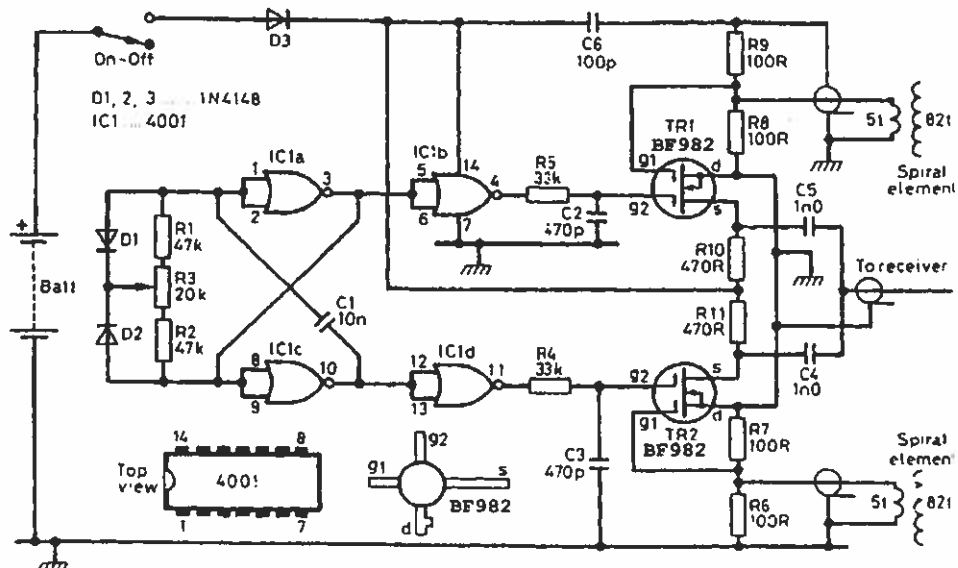 D3
C6
100p
R9
100R
On-Off
D1, 2, 3 ... 1N4148
IC1 ... 4001
TR1
BF982
R8
100R
5t
82t
Spiral
element
IC1a
1
2
3
IC1b
5
6
14
4
7
R5
33k
g1
g2
d
s
C2
470p
C5
1n0
+
Batt
D1
D2
R1
47k
R3
20k
R2
47k
C1
10n
R10
470R
R11
470R
To receiver
C4
1n0
IC1c
8
9
10
IC1d
12
13
11
R4
33k
g2
g1
s
d
TR2
BF982
R7
100R
C3
470p
R6
100R
Spiral
element
5t
82t
Top
view
14
8
4001
1
7
g2
g1
s
d
BF982